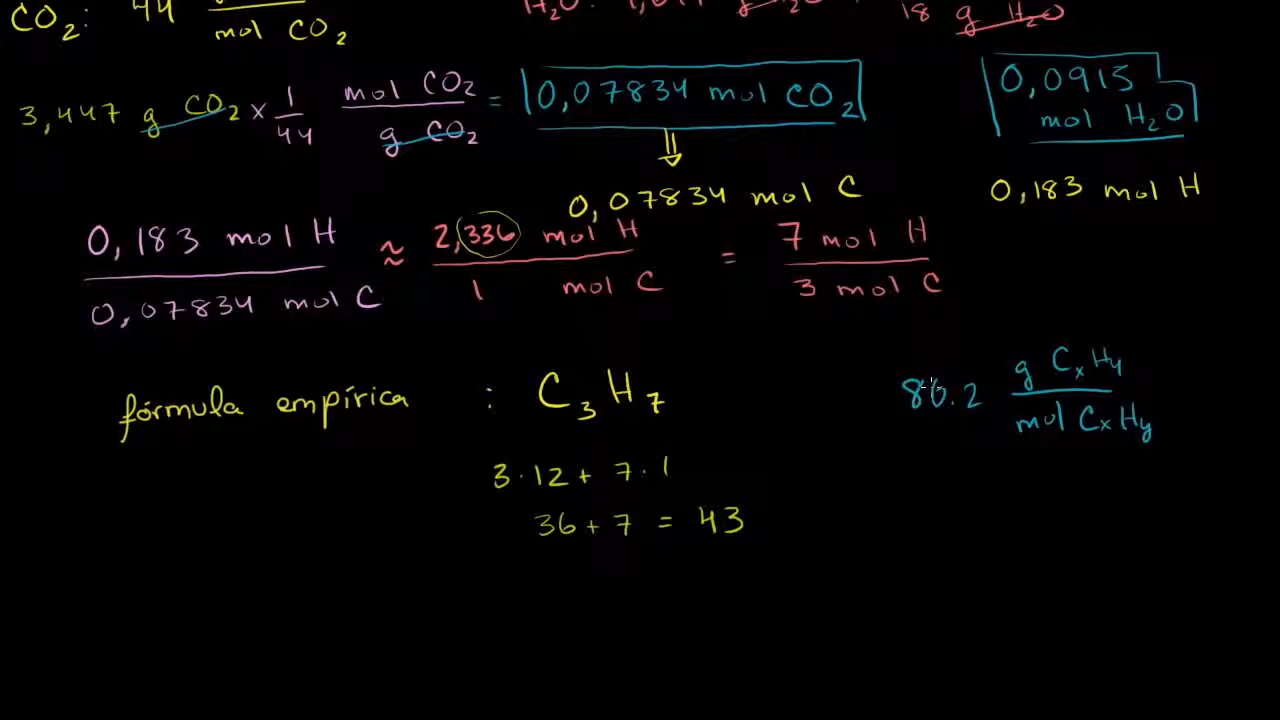 CO₂: 44 / mol CO₂
H₂O: 18 g H₂O
3,447 g CO₂ × 1/44 mol CO₂ / g CO₂ = 0,07834 mol CO₂
0,0915 mol H₂O
⇓
0,07834 mol C
0,183 mol H
0,183 mol H / 0,07834 mol C ≈ 2,336 mol H / 1 mol C = 7 mol H / 3 mol C
fórmula empírica : C₃H₇
86.2 g CₓHy / mol CₓHy
3·12 + 7·1
36 + 7 = 43